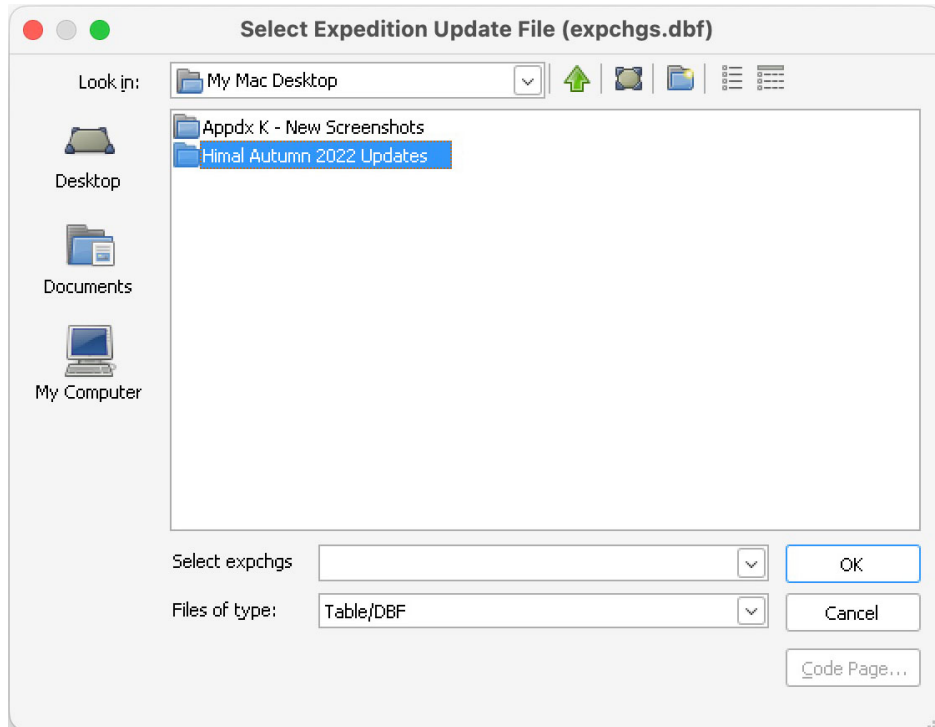 Select Expedition Update File (expchgs.dbf)
Look in:
My Mac Desktop
Appdx K - New Screenshots
Himal Autumn 2022 Updates
Desktop
Documents
My Computer
Select expchgs
OK
Files of type:
Table/DBF
Cancel
Code Page...